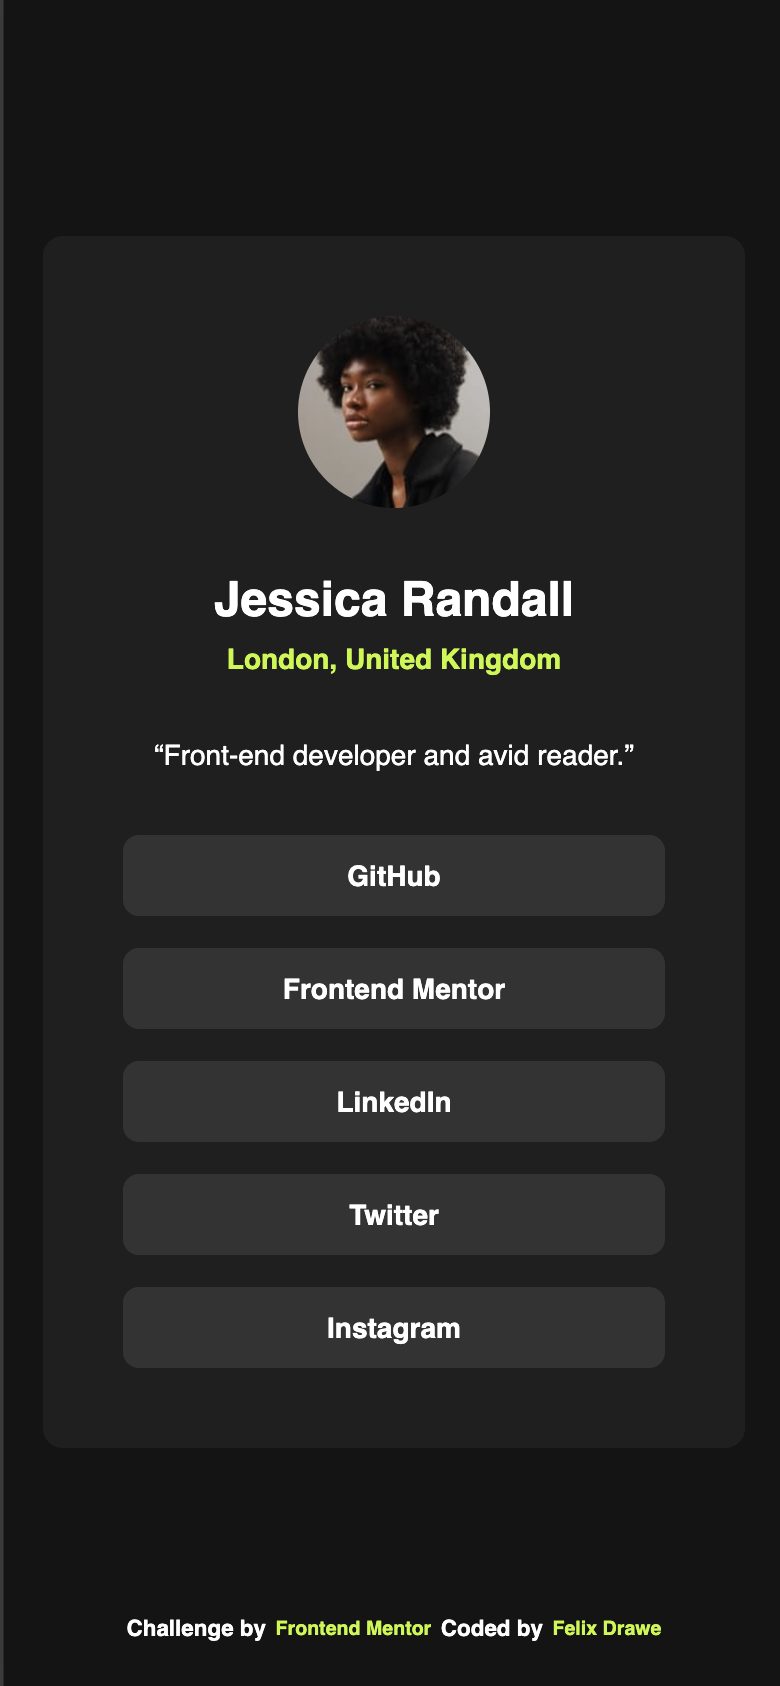 Jessica Randall
London, United Kingdom
“Front-end developer and avid reader.”
GitHub
Frontend Mentor
LinkedIn
Twitter
Instagram
Challenge by Frontend Mentor Coded by Felix Drawe